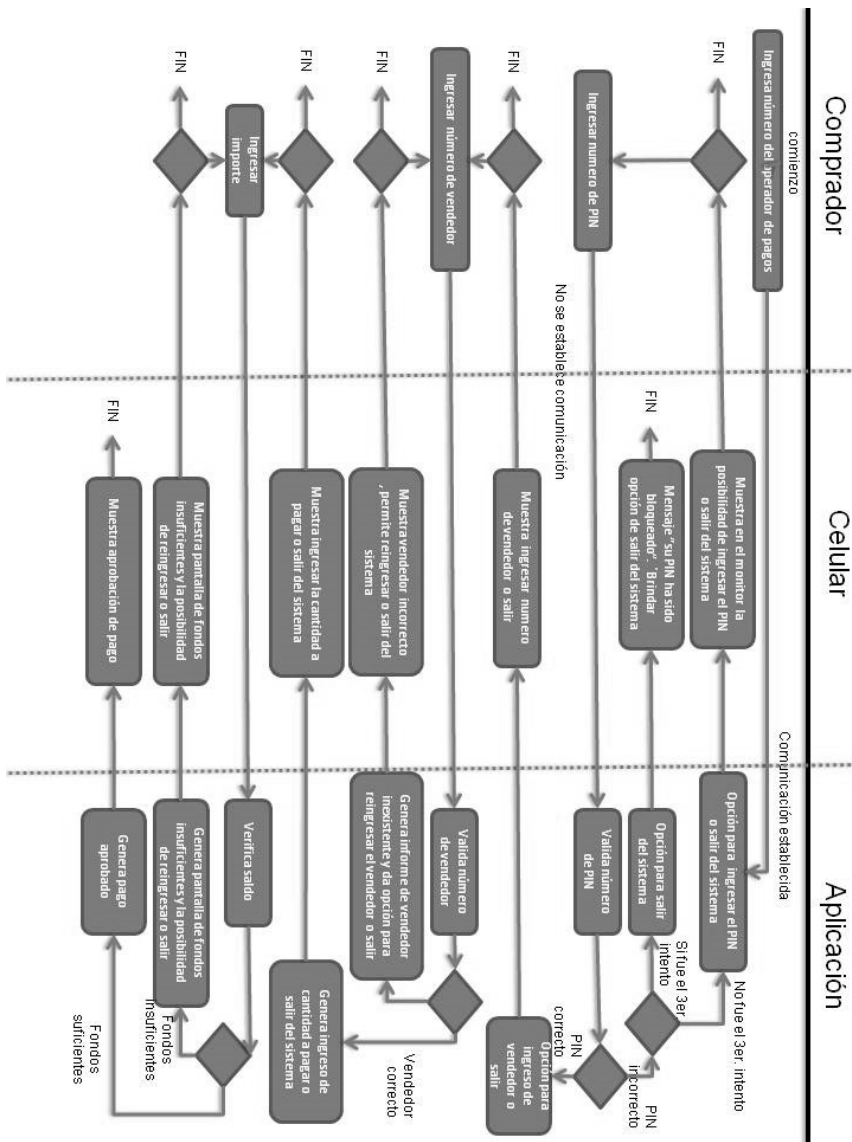 Comprador
Celular
Aplicación
comienzo
Ingresa número del operador de pagos
Comunicación establecida
Opción para ingresar el PIN
o salir del sistema
Muestra en el monitor la
posibilidad de ingresar el PIN
o salir del sistema
FIN
No fue el 3er. intento
Si fue el 3er.
intento
Opción para salir
del sistema
Mensaje "su PIN ha sido
bloqueado". Brindar
opción de salir del sistema
FIN
Ingresar numero de PIN
No se establece comunicación
Valida número
de PIN
PIN
incorrecto
PIN
correcto
Opción para
ingreso de
vendedor o
salir
Muestra ingresar numero
de vendedor o salir
FIN
Ingresar número de vendedor
Valida número
de vendedor
Genera informe de vendedor
inexistente y da opción para
reingresar el vendedor o salir
Muestra vendedor incorrecto
, permite reingresar o salir del
sistema
FIN
Vendedor
correcto
Genera ingreso de
cantidad a pagar o
salir del sistema
Muestra ingresar la cantidad a
pagar o salir del sistema
FIN
Ingresar
importe
Verifica saldo
Fondos
insuficientes
Genera pantalla de fondos
insuficientes y la posibilidad
de reingresar o salir
Muestra pantalla de fondos
insuficientes y la posibilidad
de reingresar o salir
FIN
Fondos
suficientes
Genera pago
aprobado
Muestra aprobación de pago
FIN